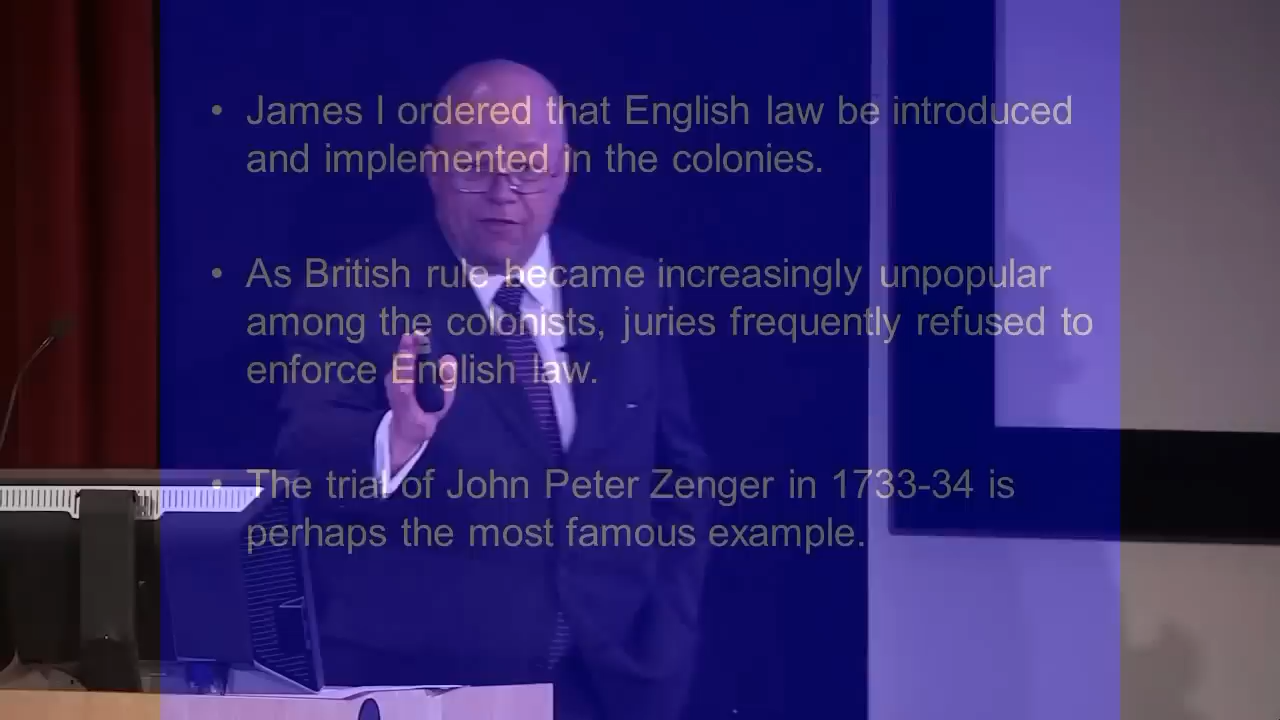 • James I ordered that English law be introduced
and implemented in the colonies.
• As British rule became increasingly unpopular
among the colonists, juries frequently refused to
enforce English law.
• The trial of John Peter Zenger in 1733-34 is
perhaps the most famous example.